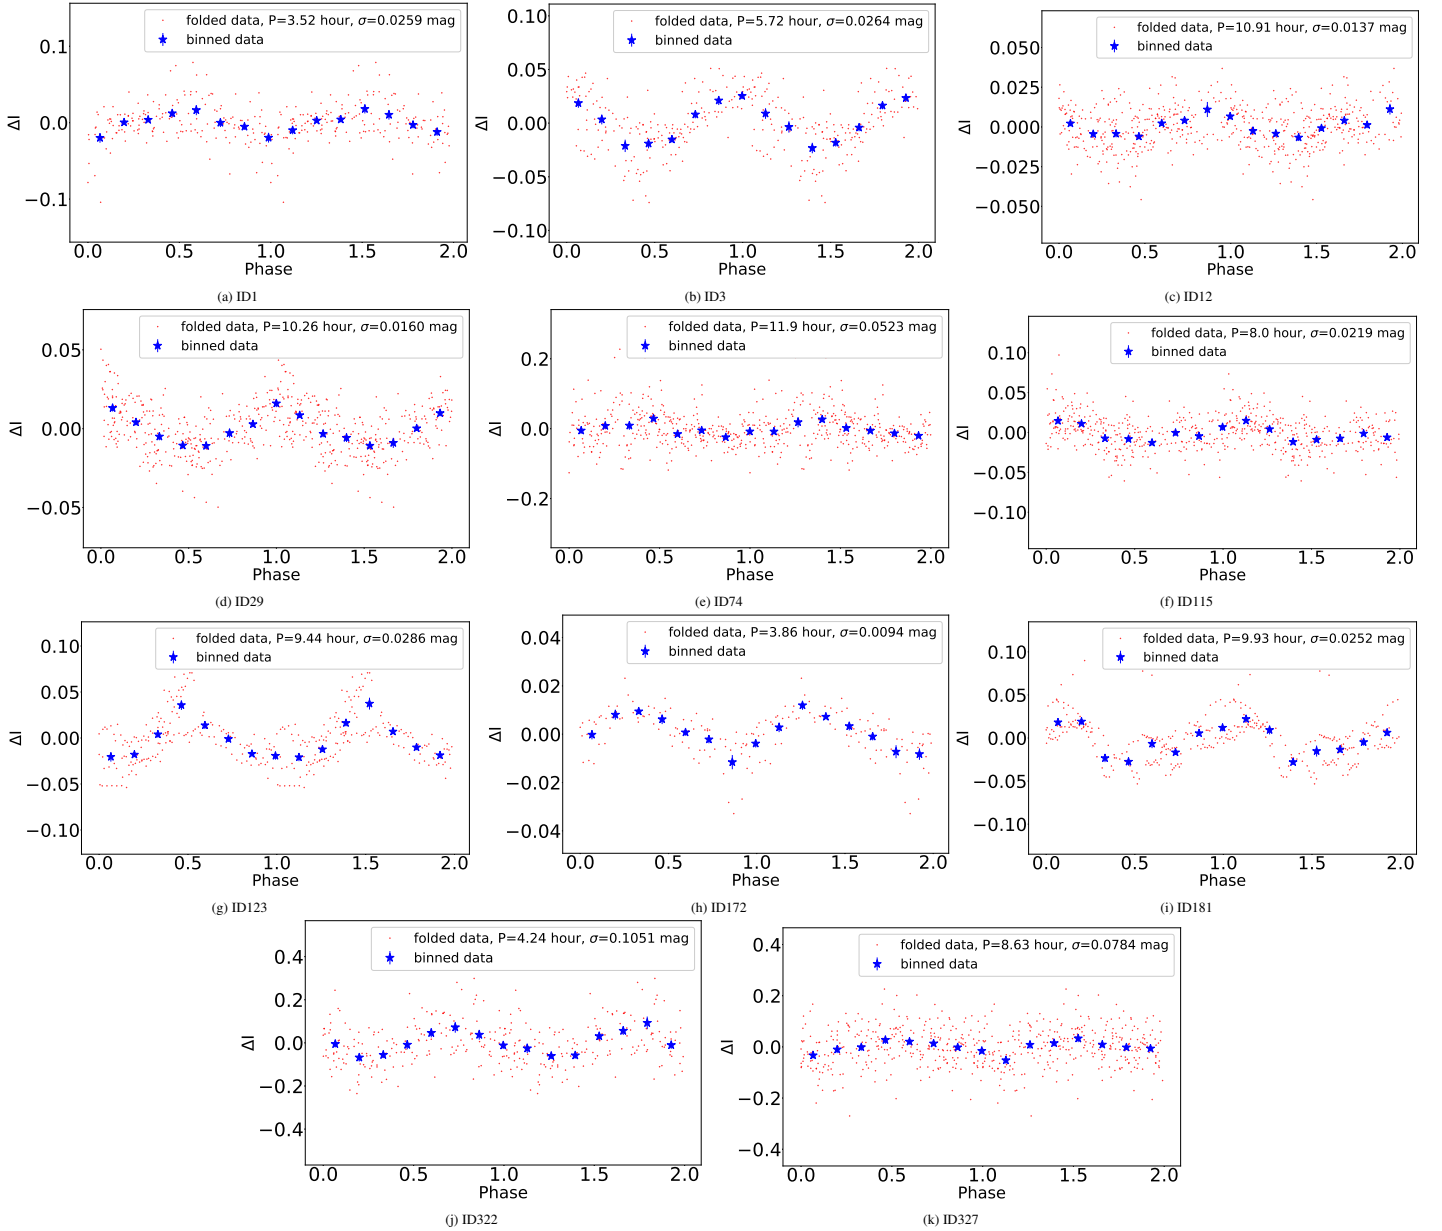 folded data, P=3.52 hour, σ=0.0259 mag
binned data
0.1
0.0
−0.1
ΔI
0.0 0.5 1.0 1.5 2.0
Phase
(a) ID1
folded data, P=5.72 hour, σ=0.0264 mag
binned data
0.10
0.05
0.00
−0.05
−0.10
ΔI
0.0 0.5 1.0 1.5 2.0
Phase
(b) ID3
folded data, P=10.91 hour, σ=0.0137 mag
binned data
0.050
0.025
0.000
−0.025
−0.050
ΔI
0.0 0.5 1.0 1.5 2.0
Phase
(c) ID12
folded data, P=10.26 hour, σ=0.0160 mag
binned data
0.05
0.00
−0.05
ΔI
0.0 0.5 1.0 1.5 2.0
Phase
(d) ID29
folded data, P=11.9 hour, σ=0.0523 mag
binned data
0.2
0.0
−0.2
ΔI
0.0 0.5 1.0 1.5 2.0
Phase
(e) ID74
folded data, P=8.0 hour, σ=0.0219 mag
binned data
0.10
0.05
0.00
−0.05
−0.10
ΔI
0.0 0.5 1.0 1.5 2.0
Phase
(f) ID115
folded data, P=9.44 hour, σ=0.0286 mag
binned data
0.10
0.05
0.00
−0.05
−0.10
ΔI
0.0 0.5 1.0 1.5 2.0
Phase
(g) ID123
folded data, P=3.86 hour, σ=0.0094 mag
binned data
0.04
0.02
0.00
−0.02
−0.04
ΔI
0.0 0.5 1.0 1.5 2.0
Phase
(h) ID172
folded data, P=9.93 hour, σ=0.0252 mag
binned data
0.10
0.05
0.00
−0.05
−0.10
ΔI
0.0 0.5 1.0 1.5 2.0
Phase
(i) ID181
folded data, P=4.24 hour, σ=0.1051 mag
binned data
0.4
0.2
0.0
−0.2
−0.4
ΔI
0.0 0.5 1.0 1.5 2.0
Phase
(j) ID322
folded data, P=8.63 hour, σ=0.0784 mag
binned data
0.4
0.2
0.0
−0.2
−0.4
ΔI
0.0 0.5 1.0 1.5 2.0
Phase
(k) ID327